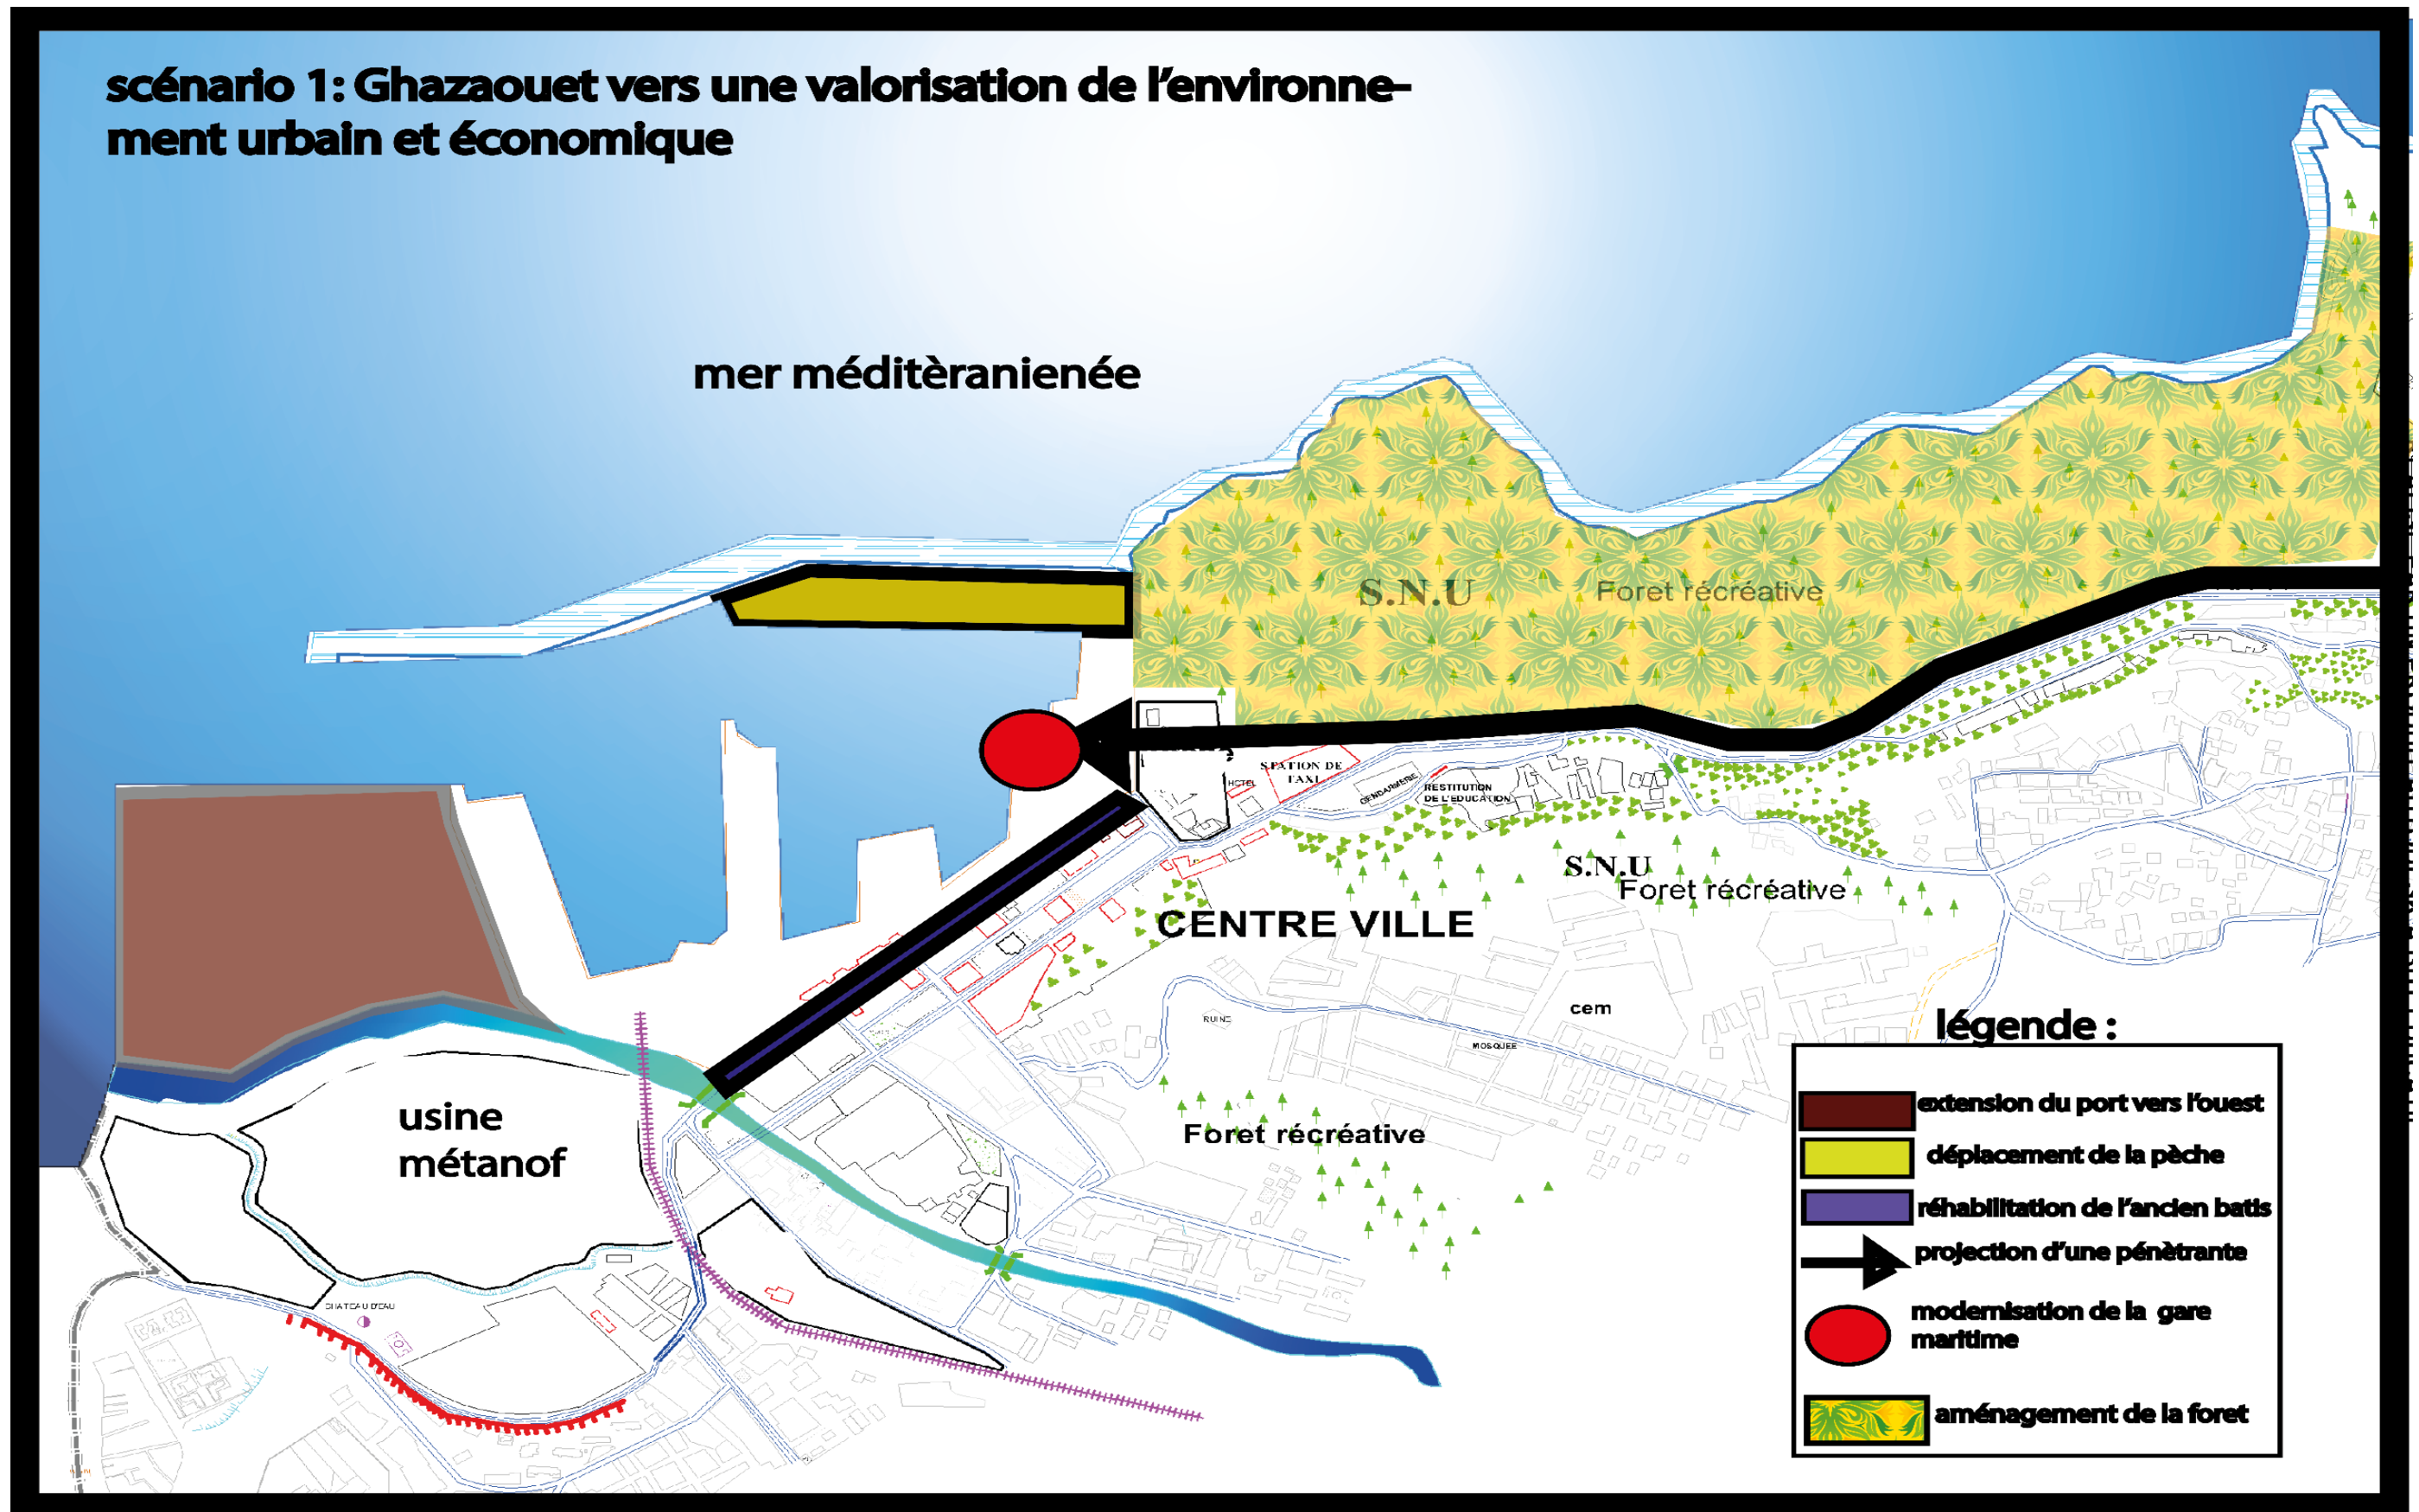 scénario 1: Ghazaouet vers une valorisation de l'environne-
ment urbain et économique
mer méditèranienée
S.N.U
Foret récréative
STATION DE
TAXI
HOTEL
GENDARMERIE
RESTITUTION
DE L'EDUCATION
S.N.U
Foret récréative
CENTRE VILLE
cem
RUINE
MOSQUEE
usine
métanof
Foret récréative
CHATEAU D'EAU
légende :
extension du port vers l'ouest
déplacement de la pèche
réhabilitation de l'ancien batis
projection d'une pénètrante
modernisation de la gare
maritime
aménagement de la foret